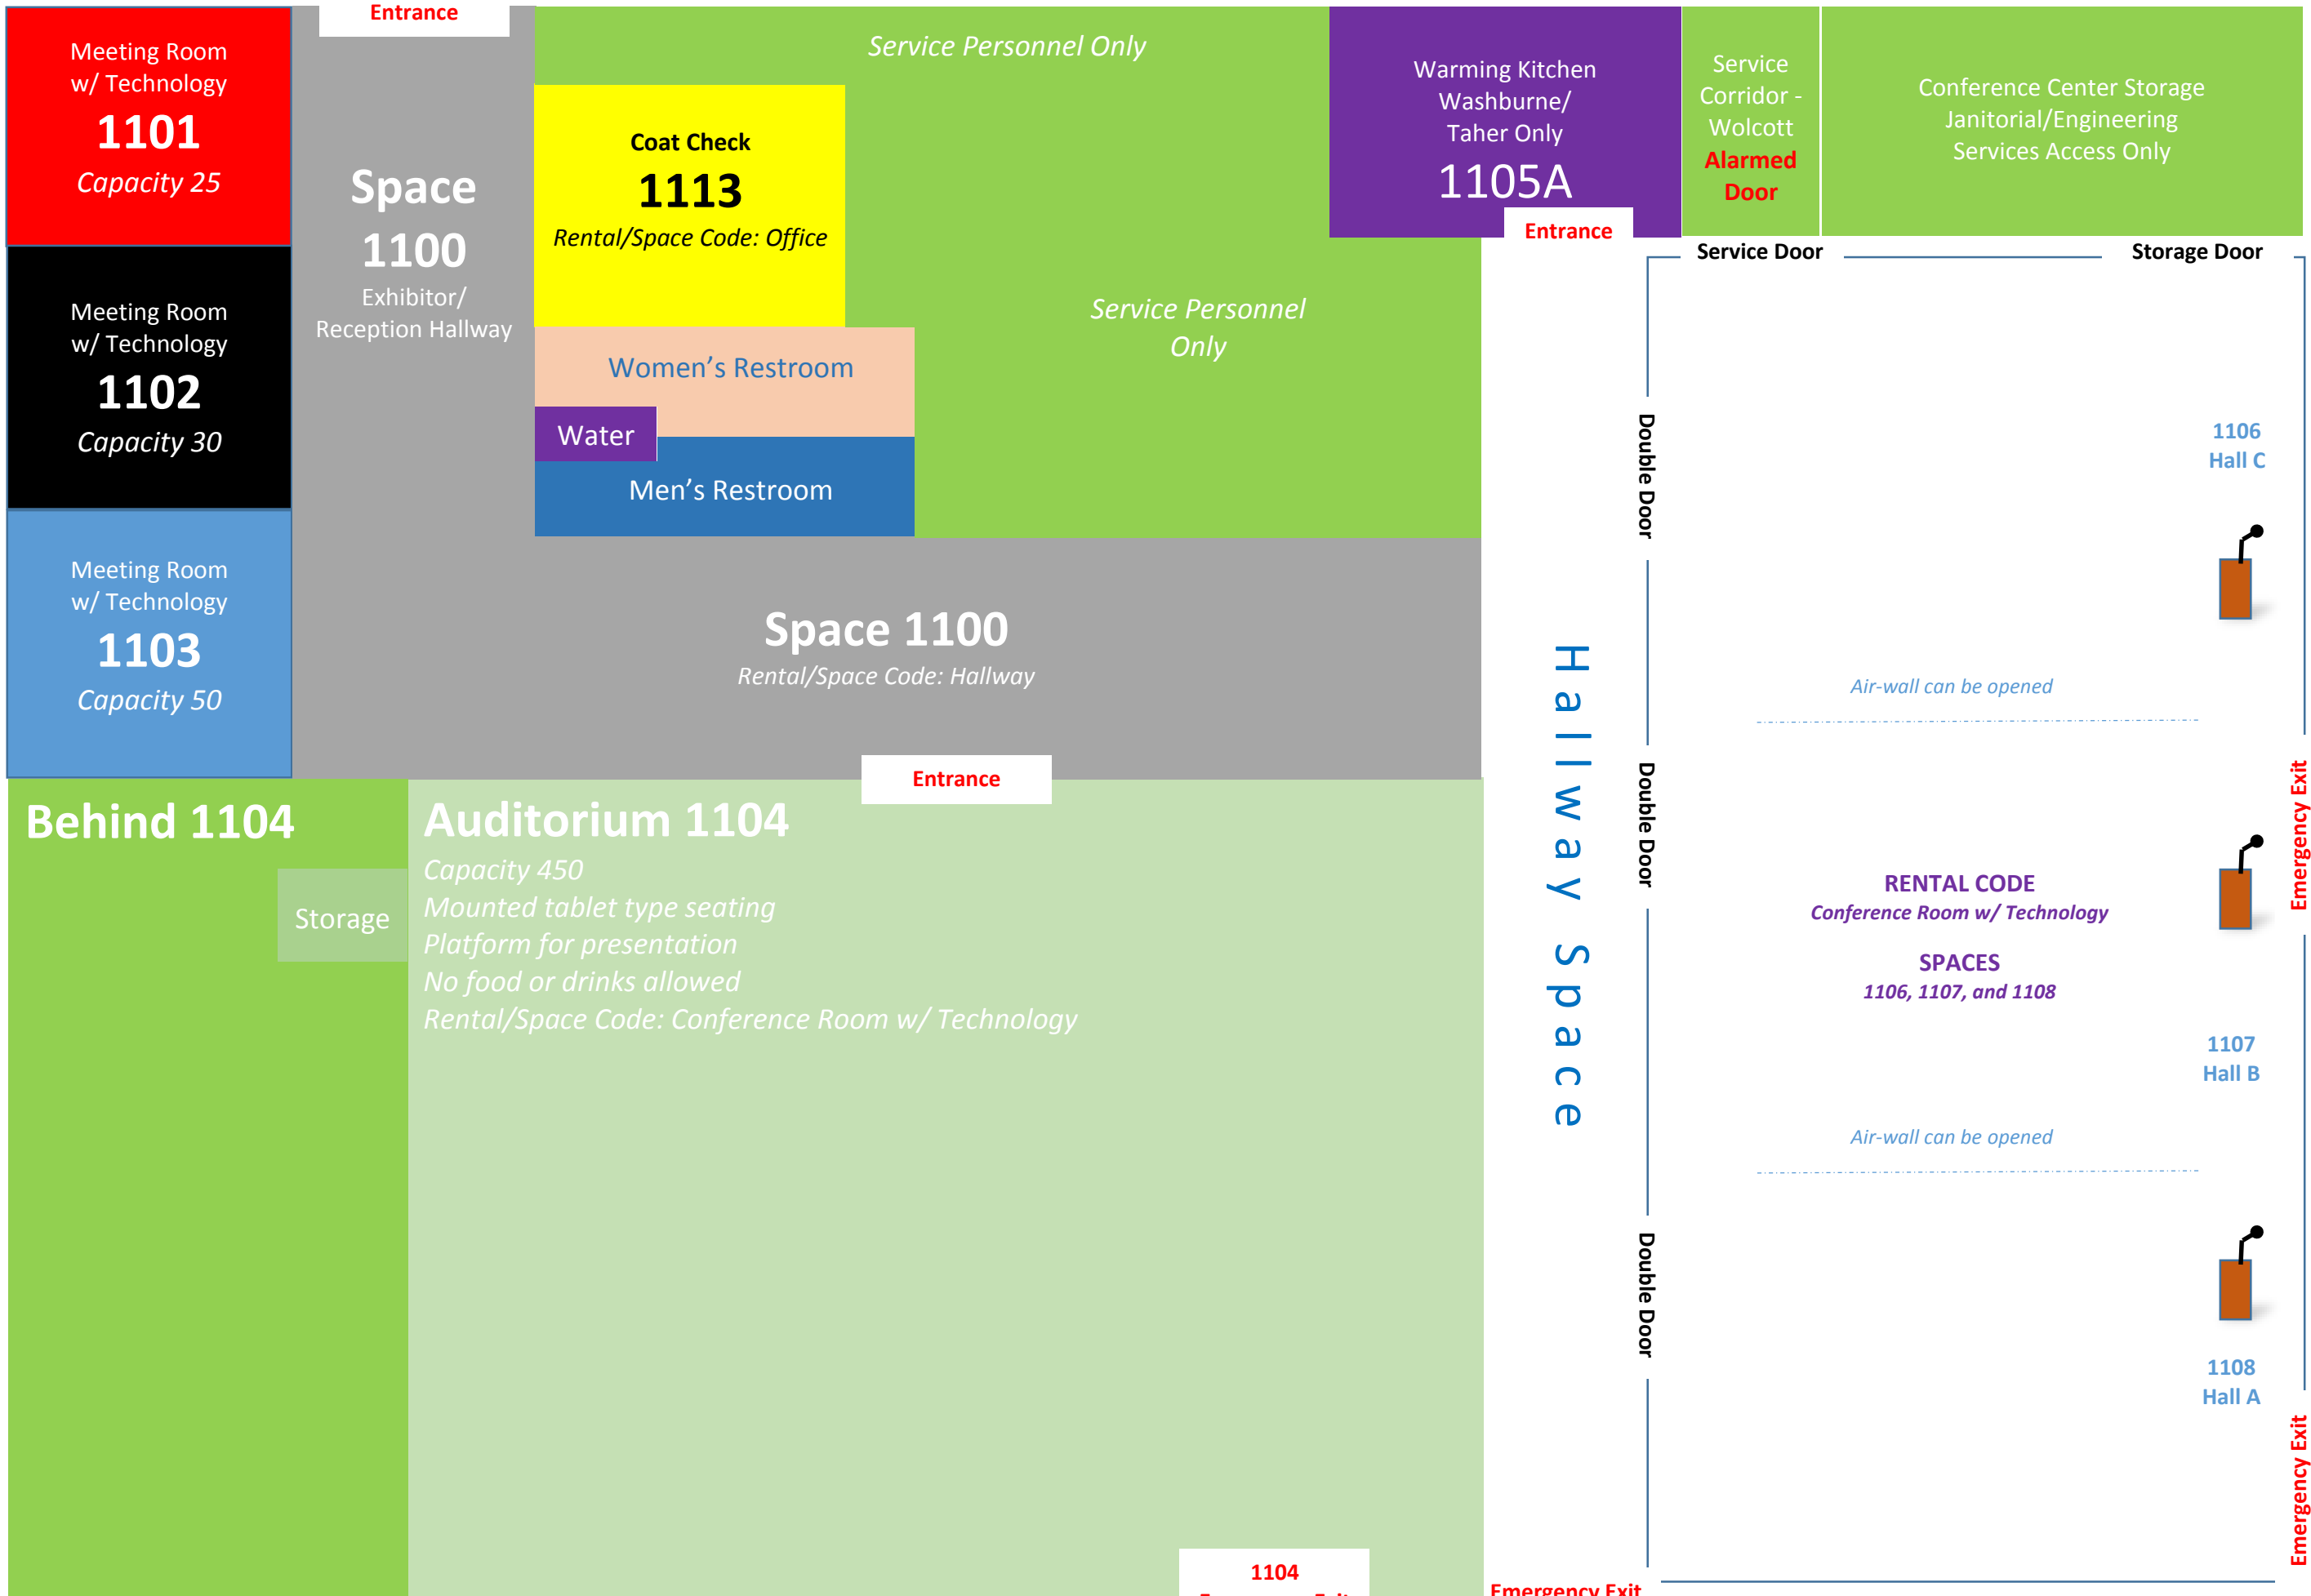 Entrance
Meeting Room
w/ Technology
1101
Capacity 25
Space
1100
Exhibitor/
Reception Hallway
Service Personnel Only
Coat Check
1113
Rental/Space Code: Office
Warming Kitchen
Washburne/
Taher Only
1105A
Entrance
Service
Corridor -
Wolcott
Alarmed
Door
Conference Center Storage
Janitorial/Engineering
Services Access Only
Service Door
Storage Door
Meeting Room
w/ Technology
1102
Capacity 30
Women's Restroom
Water
Men's Restroom
Service Personnel
Only
Double Door
1106
Hall C
Meeting Room
w/ Technology
1103
Capacity 50
Space 1100
Rental/Space Code: Hallway
Entrance
Hallway Space
Air-wall can be opened
Double Door
Emergency Exit
Behind 1104
Storage
Auditorium 1104
Capacity 450
Mounted tablet type seating
Platform for presentation
No food or drinks allowed
Rental/Space Code: Conference Room w/ Technology
RENTAL CODE
Conference Room w/ Technology
SPACES
1106, 1107, and 1108
1107
Hall B
Air-wall can be opened
Double Door
1108
Hall A
Emergency Exit
1104
Emergency Exit
Emergency Exit